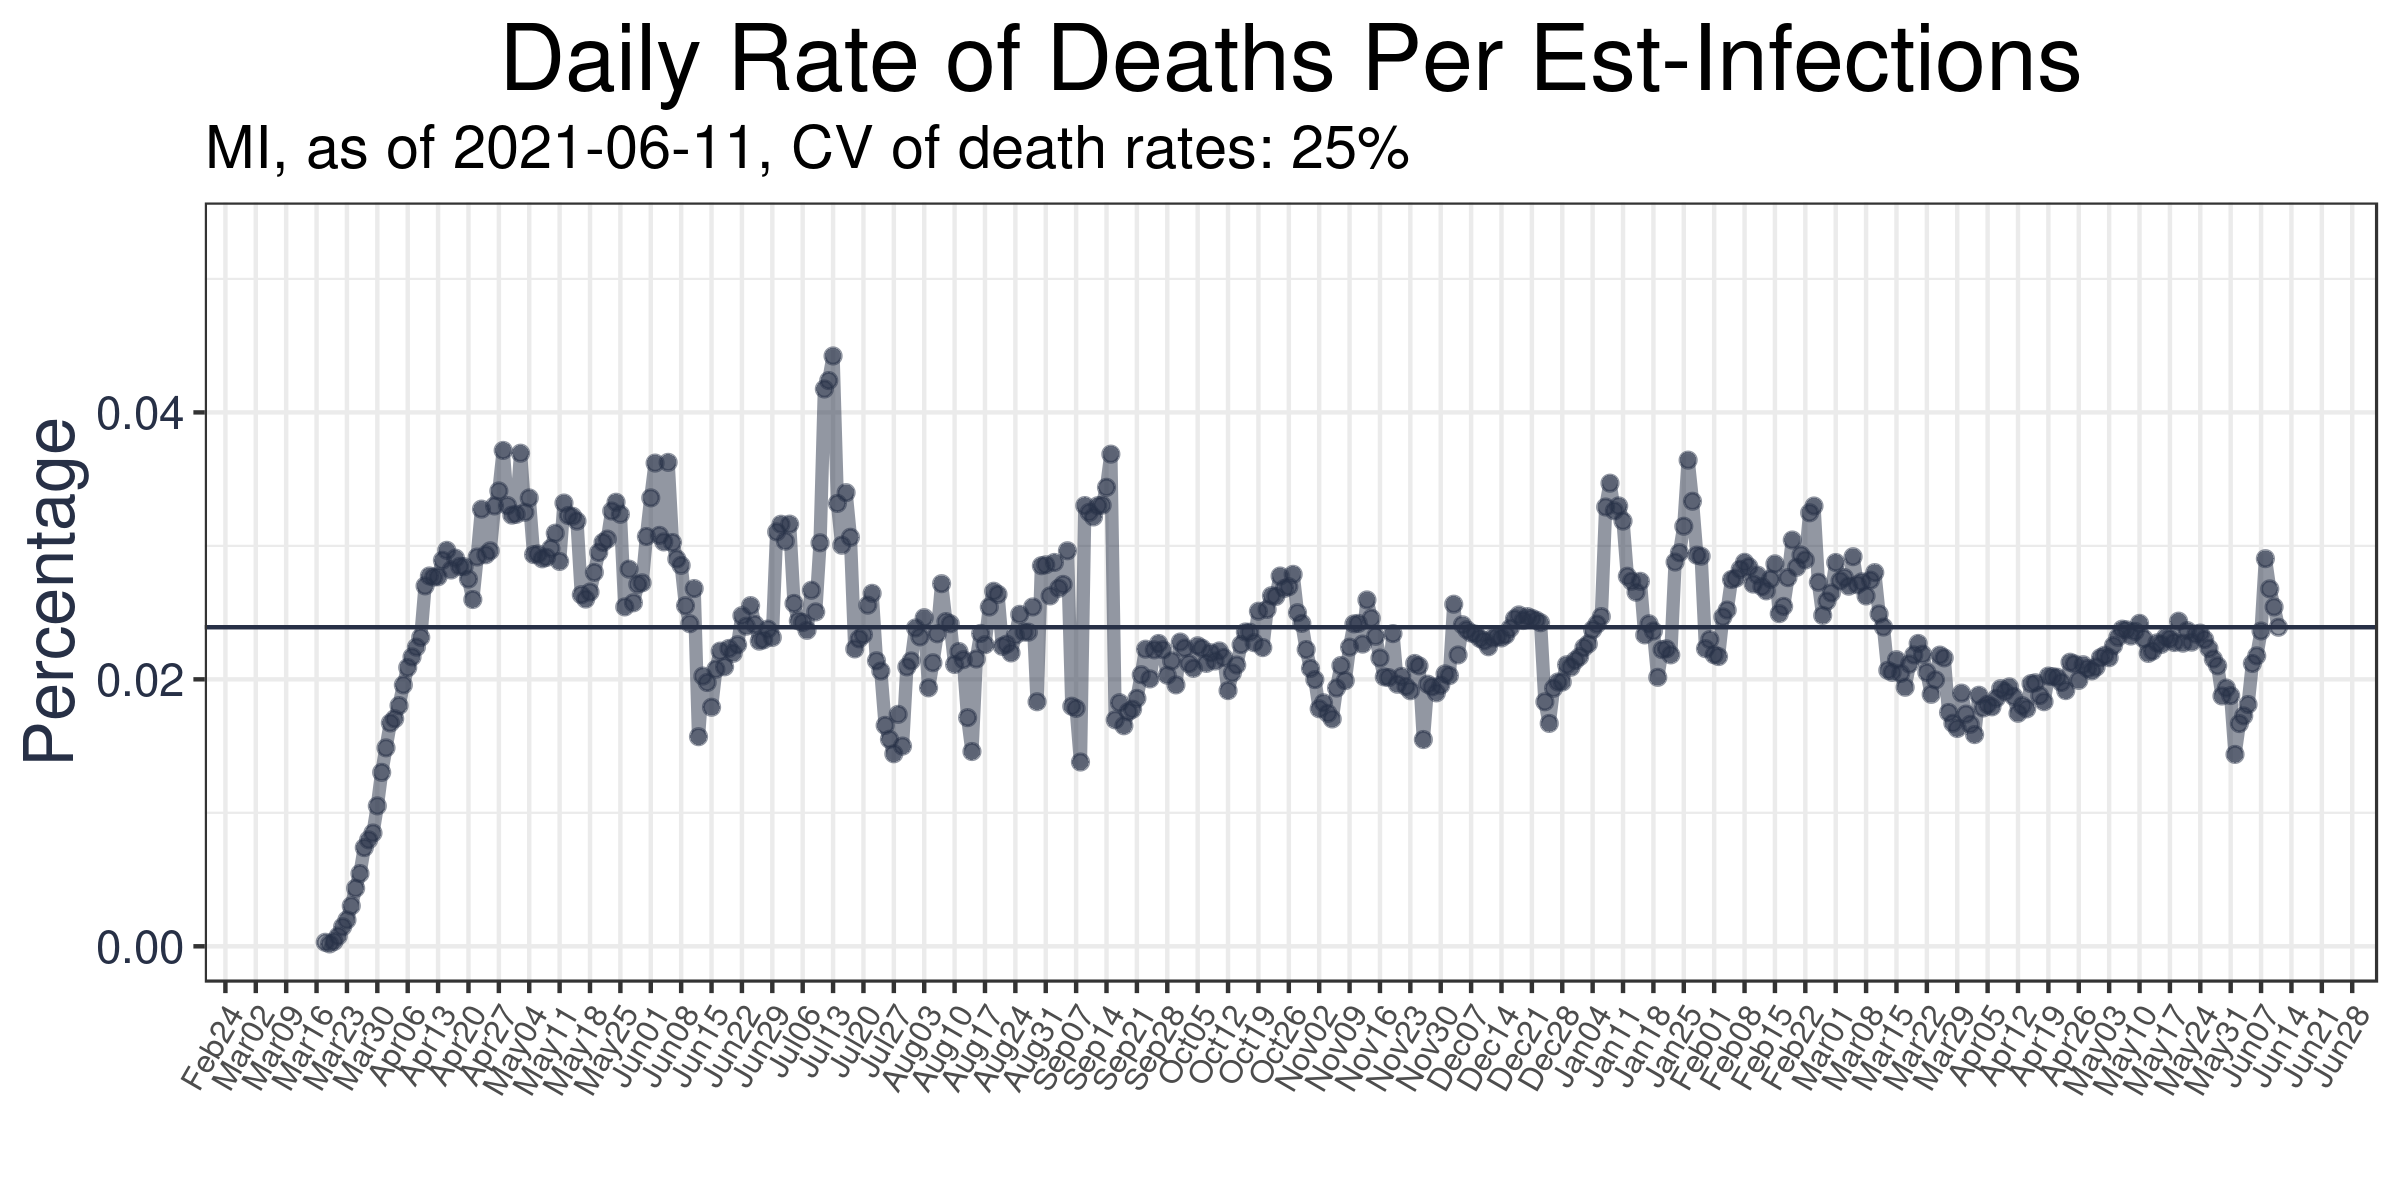 Daily Rate of Deaths Per Est-Infections
MI, as of 2021-06-11, CV of death rates: 25%
Percentage
0.04
0.02
0.00
Feb24
Mar02
Mar09
Mar16
Mar23
Mar30
Apr06
Apr13
Apr20
Apr27
May04
May11
May18
May25
Jun01
Jun08
Jun15
Jun22
Jun29
Jul06
Jul13
Jul20
Jul27
Aug03
Aug10
Aug17
Aug24
Aug31
Sep07
Sep14
Sep21
Sep28
Oct05
Oct12
Oct19
Oct26
Nov02
Nov09
Nov16
Nov23
Nov30
Dec07
Dec14
Dec21
Dec28
Jan04
Jan11
Jan18
Jan25
Feb01
Feb08
Feb15
Feb22
Mar01
Mar08
Mar15
Mar22
Mar29
Apr05
Apr12
Apr19
Apr26
May03
May10
May17
May24
May31
Jun07
Jun14
Jun21
Jun28